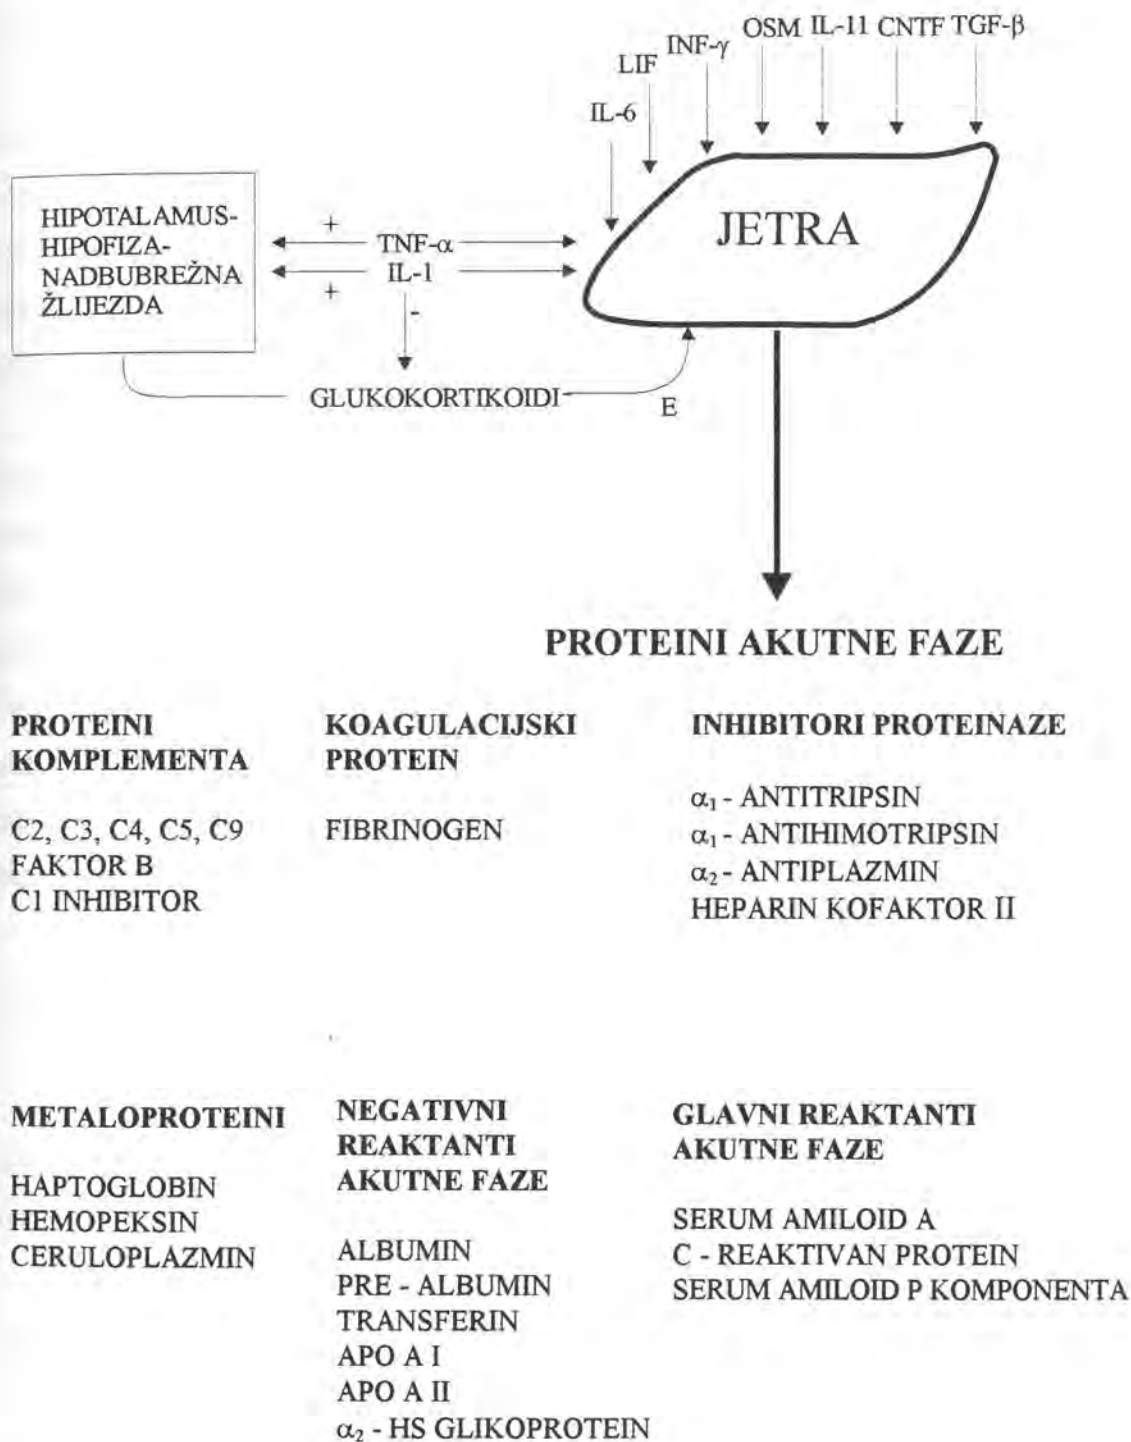 OSM IL-11 CNTF TGF-β
INF-γ
LIF
IL-6
JETRA
HIPOTALAMUS-
HIPOFIZA-
NADBUBREŽNA
ŽLIJEZDA
+
TNF-α
IL-1
+
-
GLUKOKORTIKOIDI
E
PROTEINI AKUTNE FAZE
PROTEINI
KOMPLEMENTA
C2, C3, C4, C5, C9
FAKTOR B
C1 INHIBITOR
KOAGULACIJSKI
PROTEIN
FIBRINOGEN
INHIBITORI PROTEINAZE
α₁ - ANTITRIPSIN
α₁ - ANTIHIMOTRIPSIN
α₂ - ANTIPLAZMIN
HEPARIN KOFAKTOR II
METALOPROTEINI
HAPTOGLOBIN
HEMOPEKSIN
CERULOPLAZMIN
NEGATIVNI
REAKTANTI
AKUTNE FAZE
ALBUMIN
PRE - ALBUMIN
TRANSFERIN
APO A I
APO A II
α₂ - HS GLIKOPROTEIN
GLAVNI REAKTANTI
AKUTNE FAZE
SERUM AMILOID A
C - REAKTIVAN PROTEIN
SERUM AMILOID P KOMPONENTA